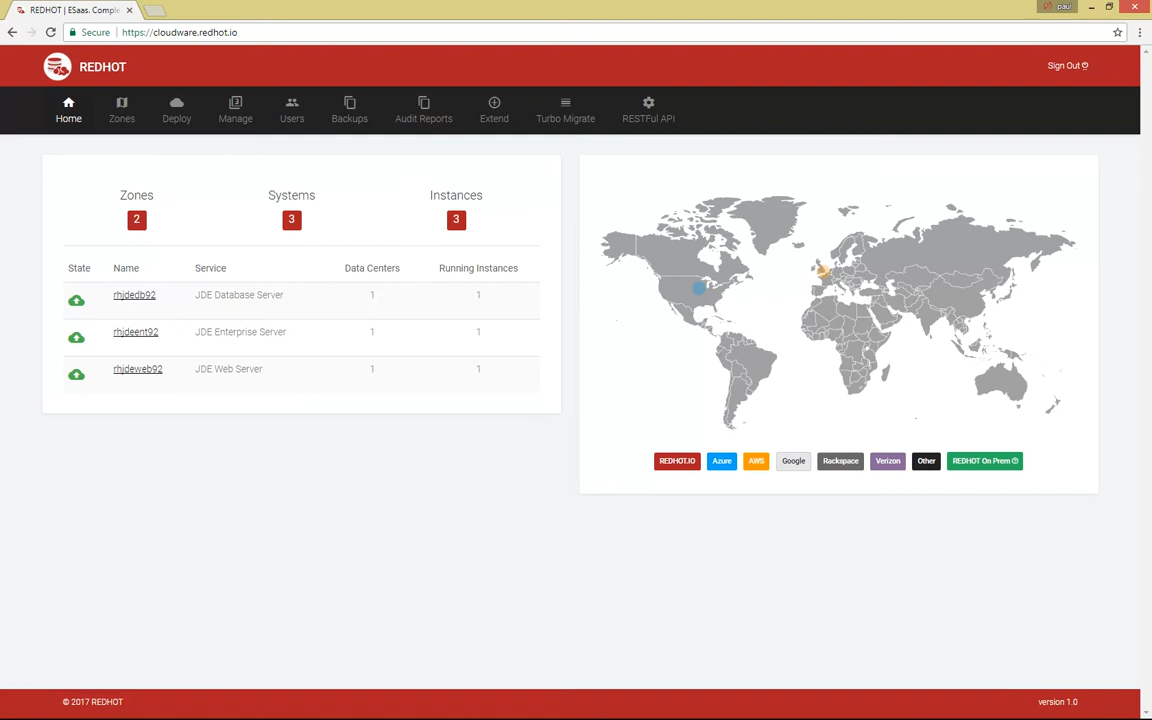 REDHOT | ESaas. Comple
paul
Secure
https://cloudware.redhot.io
REDHOT
Sign Out
Home
Zones
Deploy
Manage
Users
Backups
Audit Reports
Extend
Turbo Migrate
RESTFul API
Zones
Systems
Instances
2
3
3
State
Name
Service
Data Centers
Running Instances
rhjdedb92
JDE Database Server
1
1
rhjdeent92
JDE Enterprise Server
1
1
rhjdeweb92
JDE Web Server
1
1
REDHOT.IO
Azure
AWS
Google
Rackspace
Verizon
Other
REDHOT On Prem
© 2017 REDHOT
version 1.0